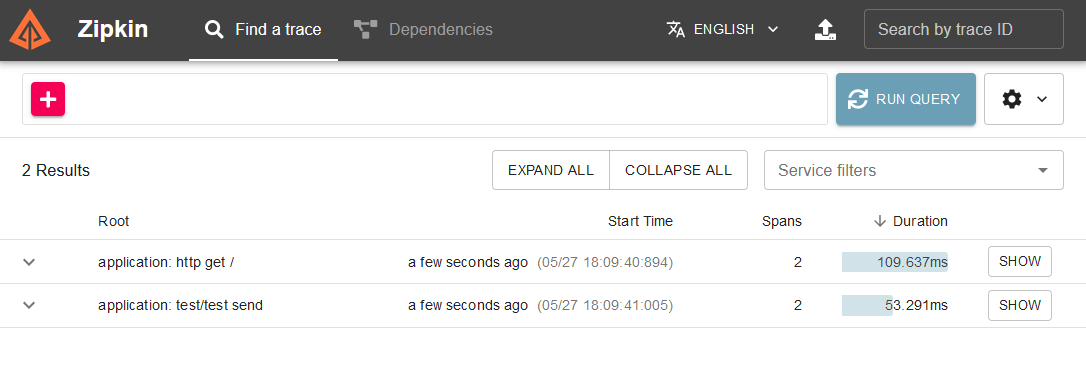 Zipkin Find a trace Dependencies ENGLISH Search by trace ID
RUN QUERY
2 Results EXPAND ALL COLLAPSE ALL Service filters
Root Start Time Spans Duration
application: http get / a few seconds ago (05/27 18:09:40:894) 2 109.637ms SHOW
application: test/test send a few seconds ago (05/27 18:09:41:005) 2 53.291ms SHOW